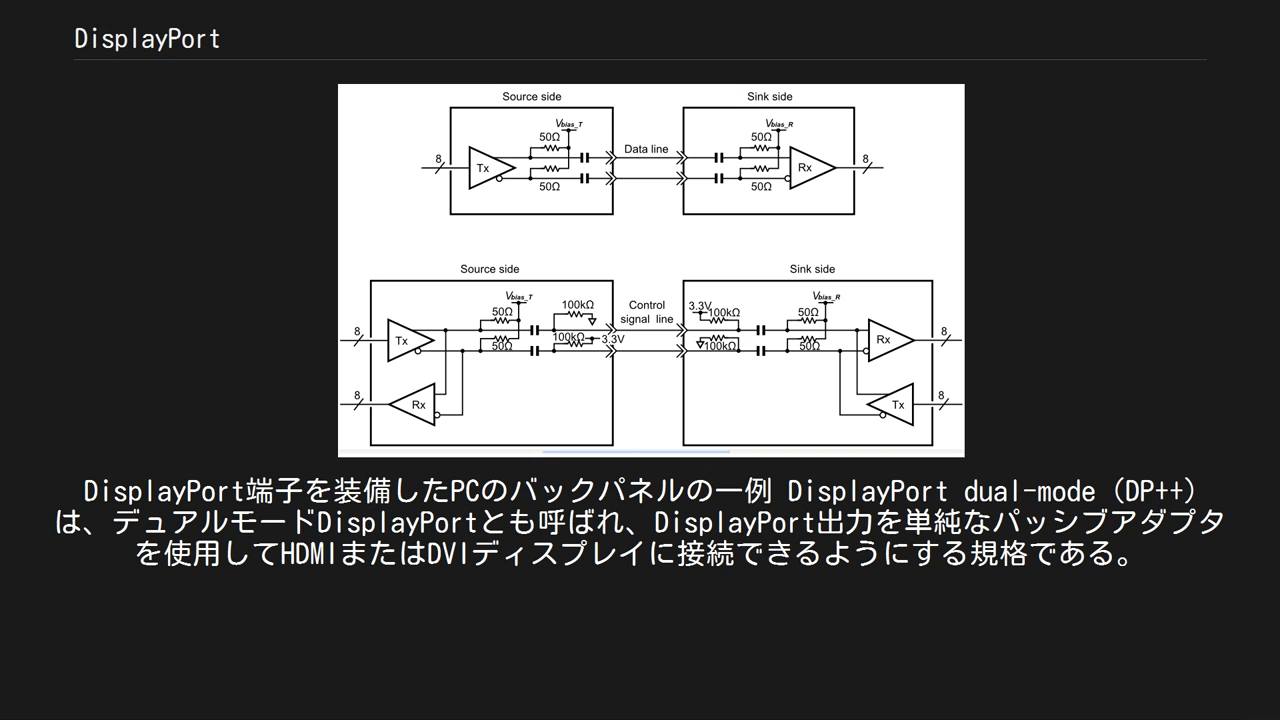 DisplayPort
Source side
Sink side
Vbias_T
Vbias_R
50Ω
50Ω
8
Tx
Data line
Rx
8
50Ω
50Ω
Source side
Sink side
Vbias_T
Vbias_R
100kΩ
Control
signal line
3.3V
100kΩ
50Ω
50Ω
8
Tx
100kΩ
3.3V
100kΩ
Rx
8
50Ω
50Ω
8
Rx
Tx
8
DisplayPort端子を装備したPCのバックパネルの一例 DisplayPort dual-mode (DP++)
は、デュアルモードDisplayPortとも呼ばれ、DisplayPort出力を単純なパッシブアダプタ
を使用してHDMIまたはDVIディスプレイに接続できるようにする規格である。